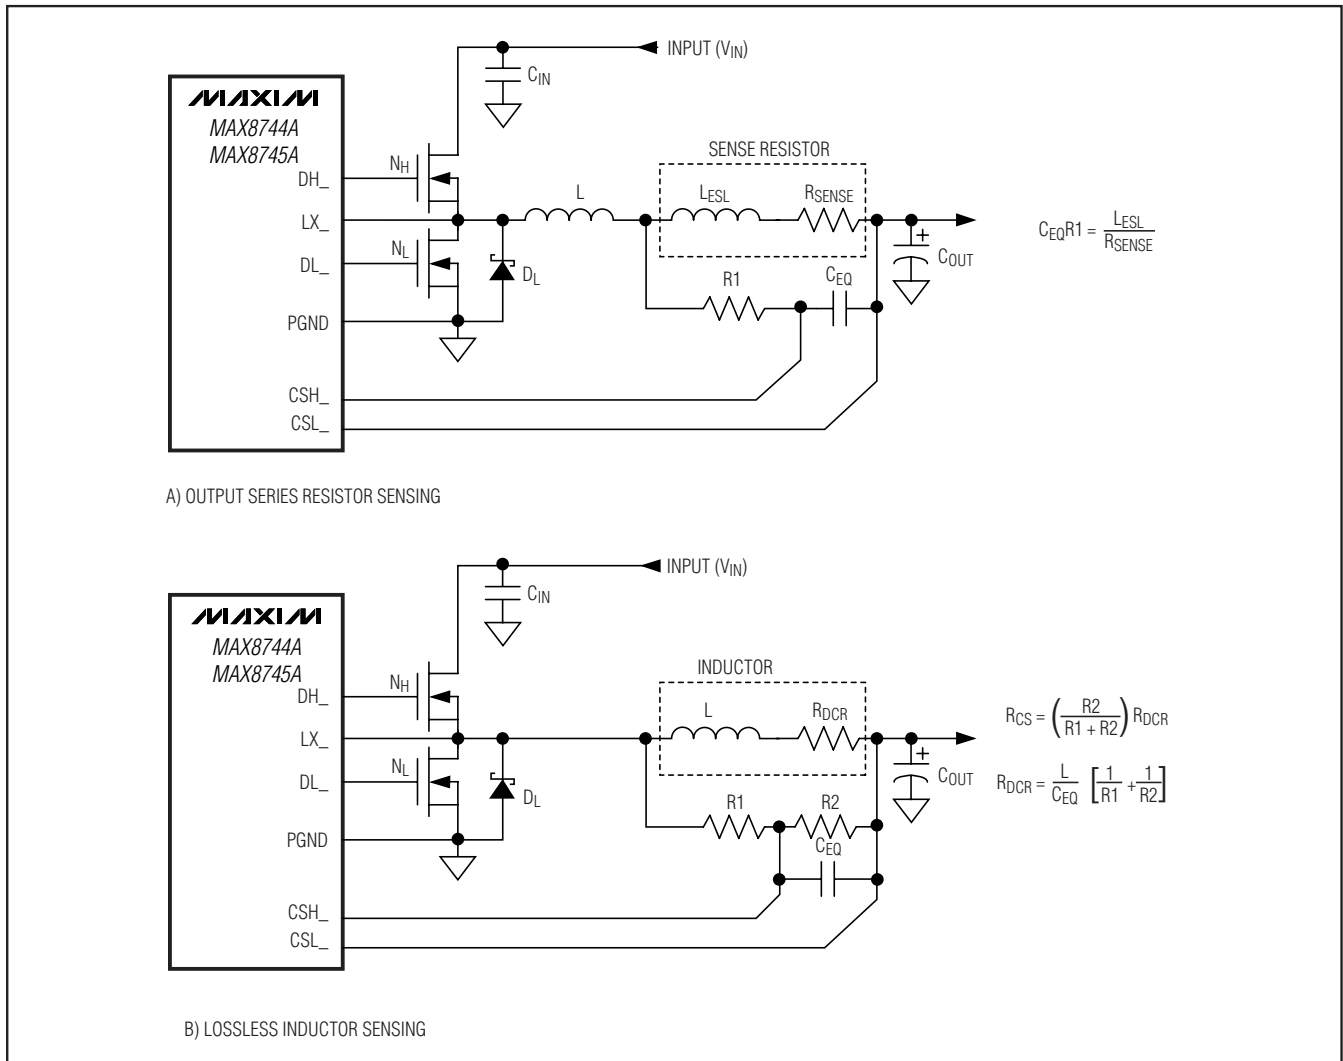 INPUT (VIN)
CIN
MAXIM
MAX8744A
MAX8745A
NH
DH_
SENSE RESISTOR
L
LESL
RSENSE
LX_
CEQR1 = LESL / RSENSE
NL
DL_
DL
+
COUT
R1
CEQ
PGND
CSH_
CSL_
A) OUTPUT SERIES RESISTOR SENSING
INPUT (VIN)
CIN
MAXIM
MAX8744A
MAX8745A
NH
DH_
INDUCTOR
L
RDCR
RCS = (R2 / R1 + R2) RDCR
LX_
NL
DL_
DL
+
COUT
RDCR = L / CEQ [1 / R1 + 1 / R2]
R1
R2
CEQ
PGND
CSH_
CSL_
B) LOSSLESS INDUCTOR SENSING